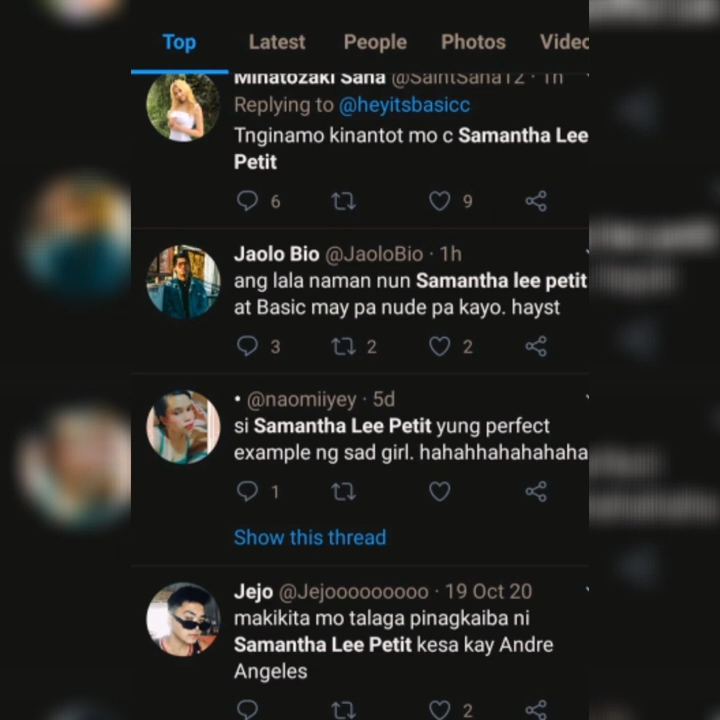 Top Latest People Photos Video
Minatozaki Sana @SaintSana12 · 1h
Replying to @heyitsbasicc
Tnginamo kinantot mo c Samantha Lee
Petit
6 9
Jaolo Bio @JaoloBio · 1h
ang lala naman nun Samantha lee petit
at Basic may pa nude pa kayo. hayst
3 2 2
• @naomiiyey · 5d
si Samantha Lee Petit yung perfect
example ng sad girl. hahahhahahahaha
1
Show this thread
Jejo @Jejooooooooo · 19 Oct 20
makikita mo talaga pinagkaiba ni
Samantha Lee Petit kesa kay Andre
Angeles
2